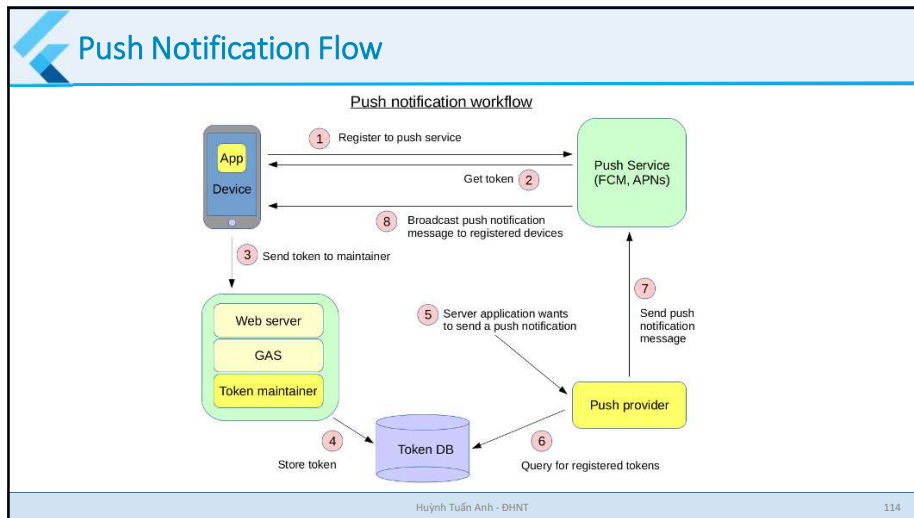 Push Notification Flow
Push notification workflow
1 Register to push service
App
Device
Get token 2
Push Service
(FCM, APNs)
8 Broadcast push notification
message to registered devices
3 Send token to maintainer
Web server
GAS
Token maintainer
5 Server application wants
to send a push notification
7
Send push
notification
message
Push provider
4
Store token
Token DB
6
Query for registered tokens
Huỳnh Tuấn Anh - ĐHNT
114